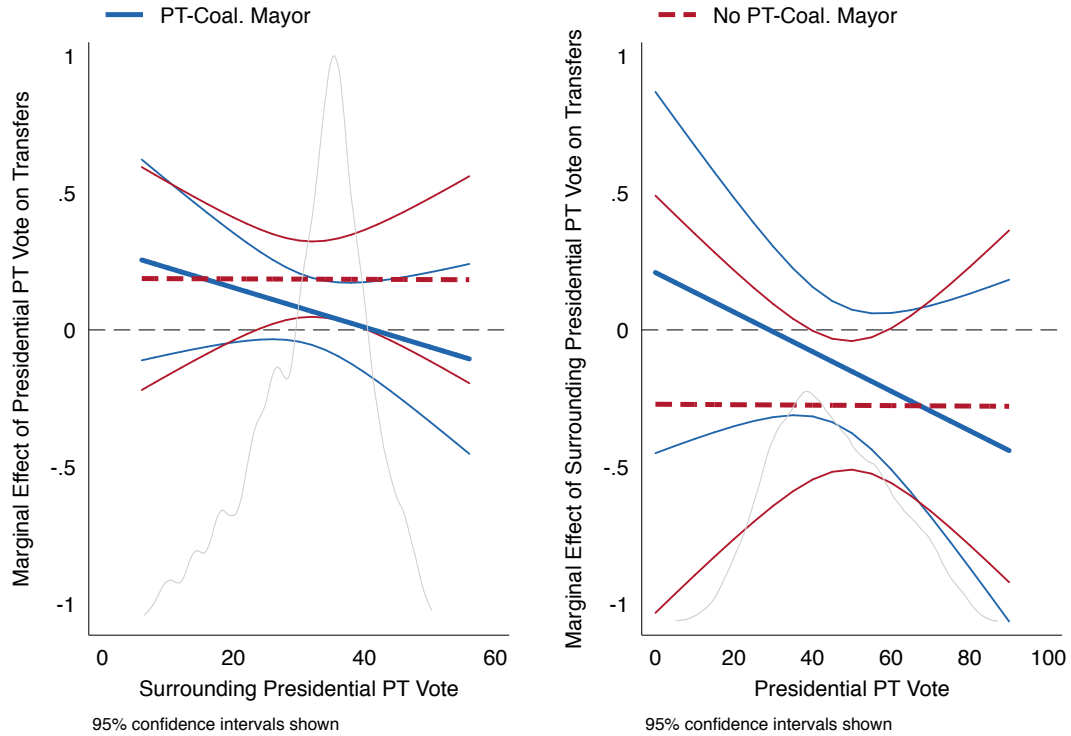 PT-Coal. Mayor
No PT-Coal. Mayor
Marginal Effect of Presidential PT Vote on Transfers
1
.5
0
-.5
-1
0 20 40 60
Surrounding Presidential PT Vote
95% confidence intervals shown
Marginal Effect of Surrounding Presidential PT Vote on Transfers
1
.5
0
-.5
-1
0 20 40 60 80 100
Presidential PT Vote
95% confidence intervals shown